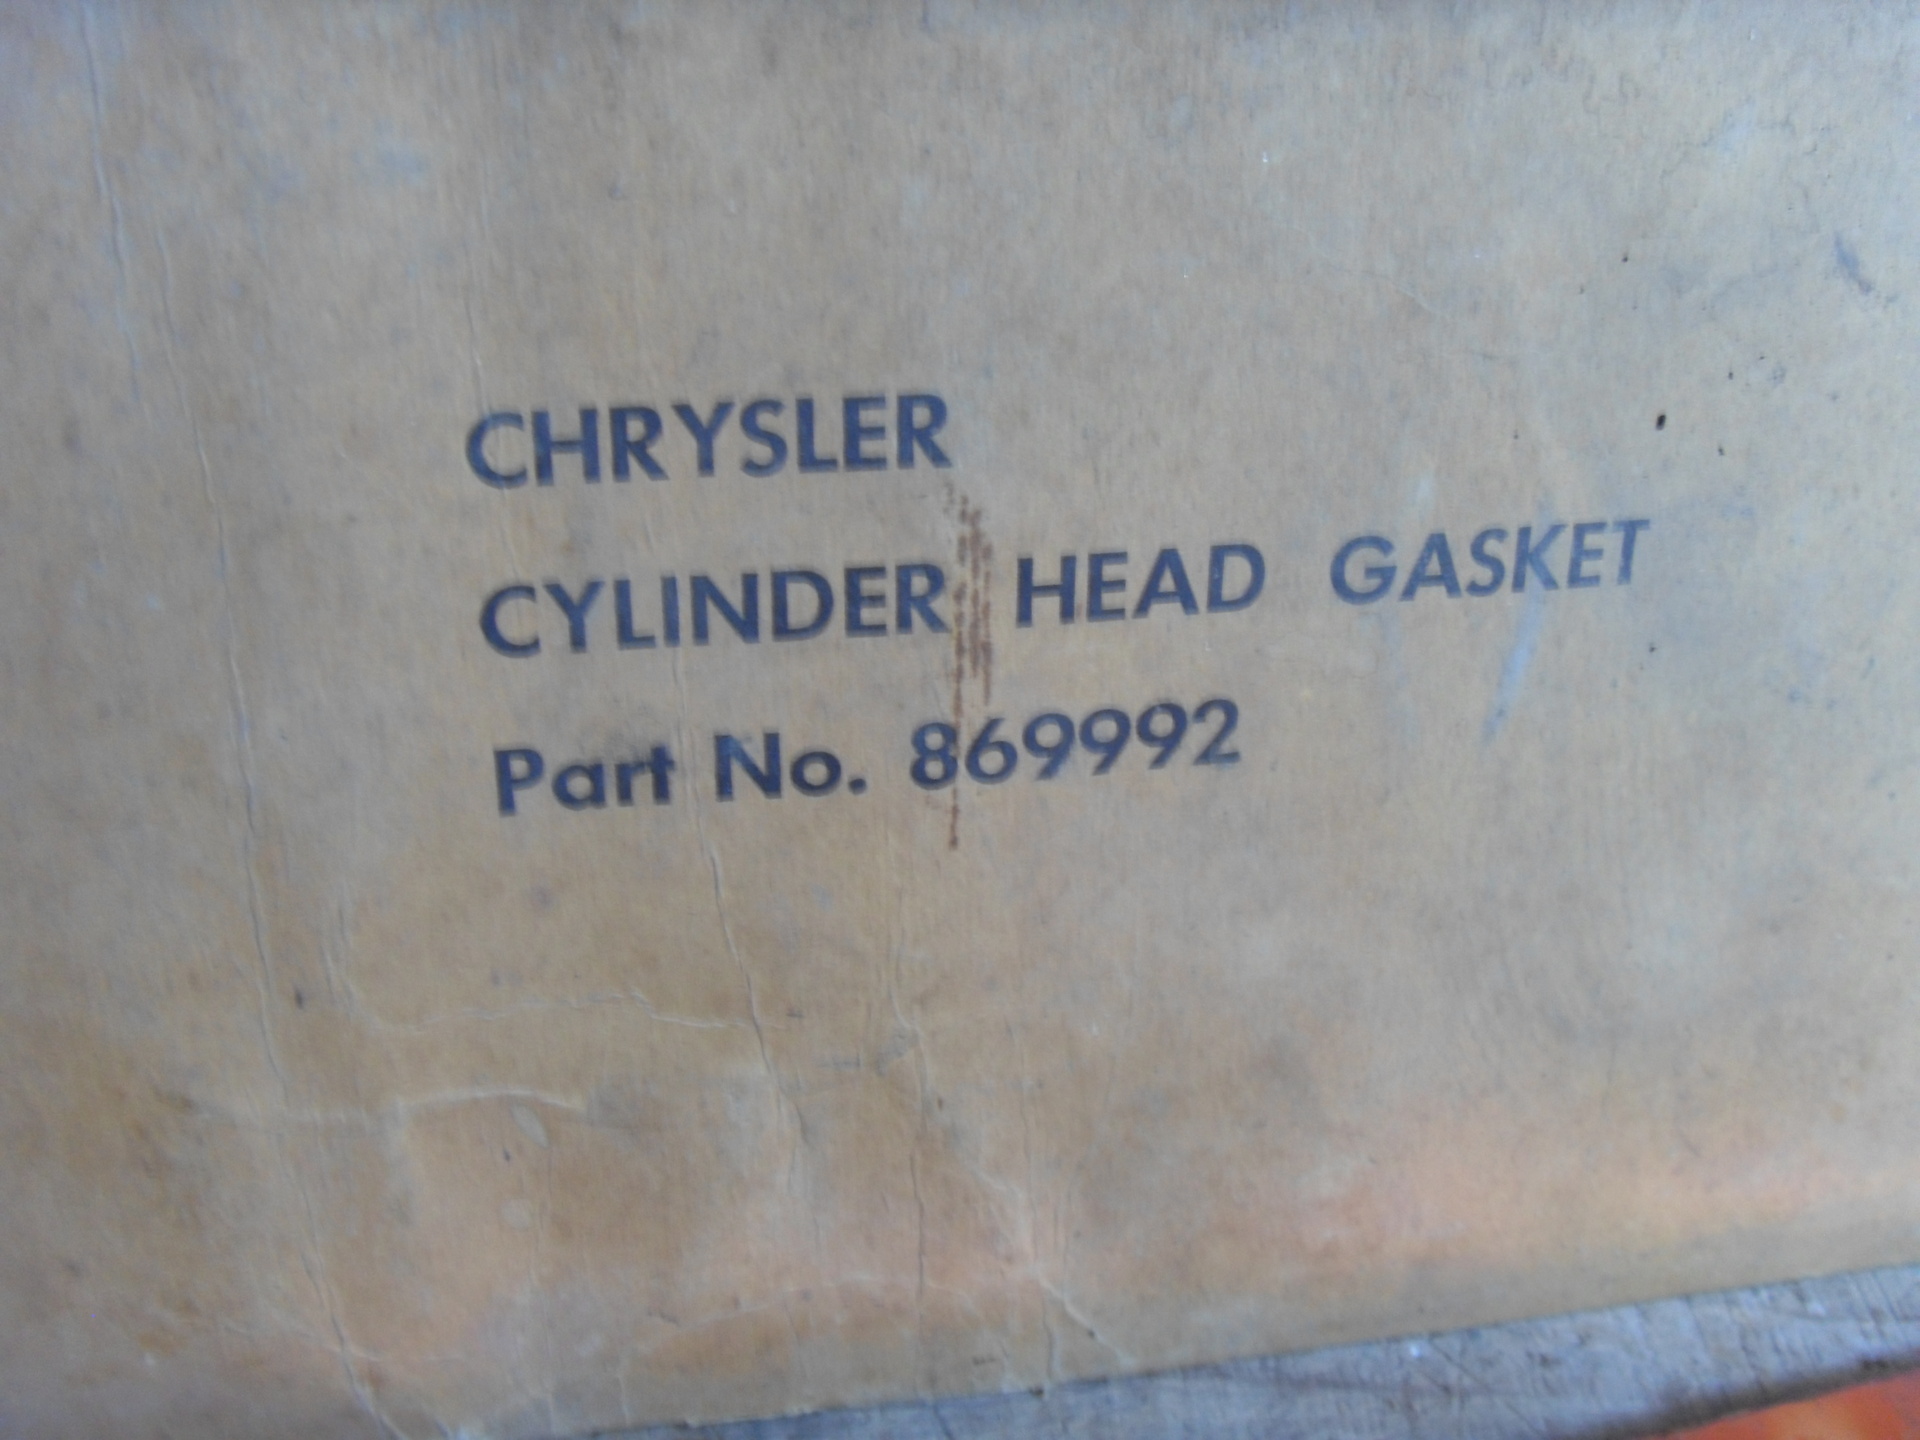 CHRYSLER
CYLINDER HEAD GASKET
Part No. 869992